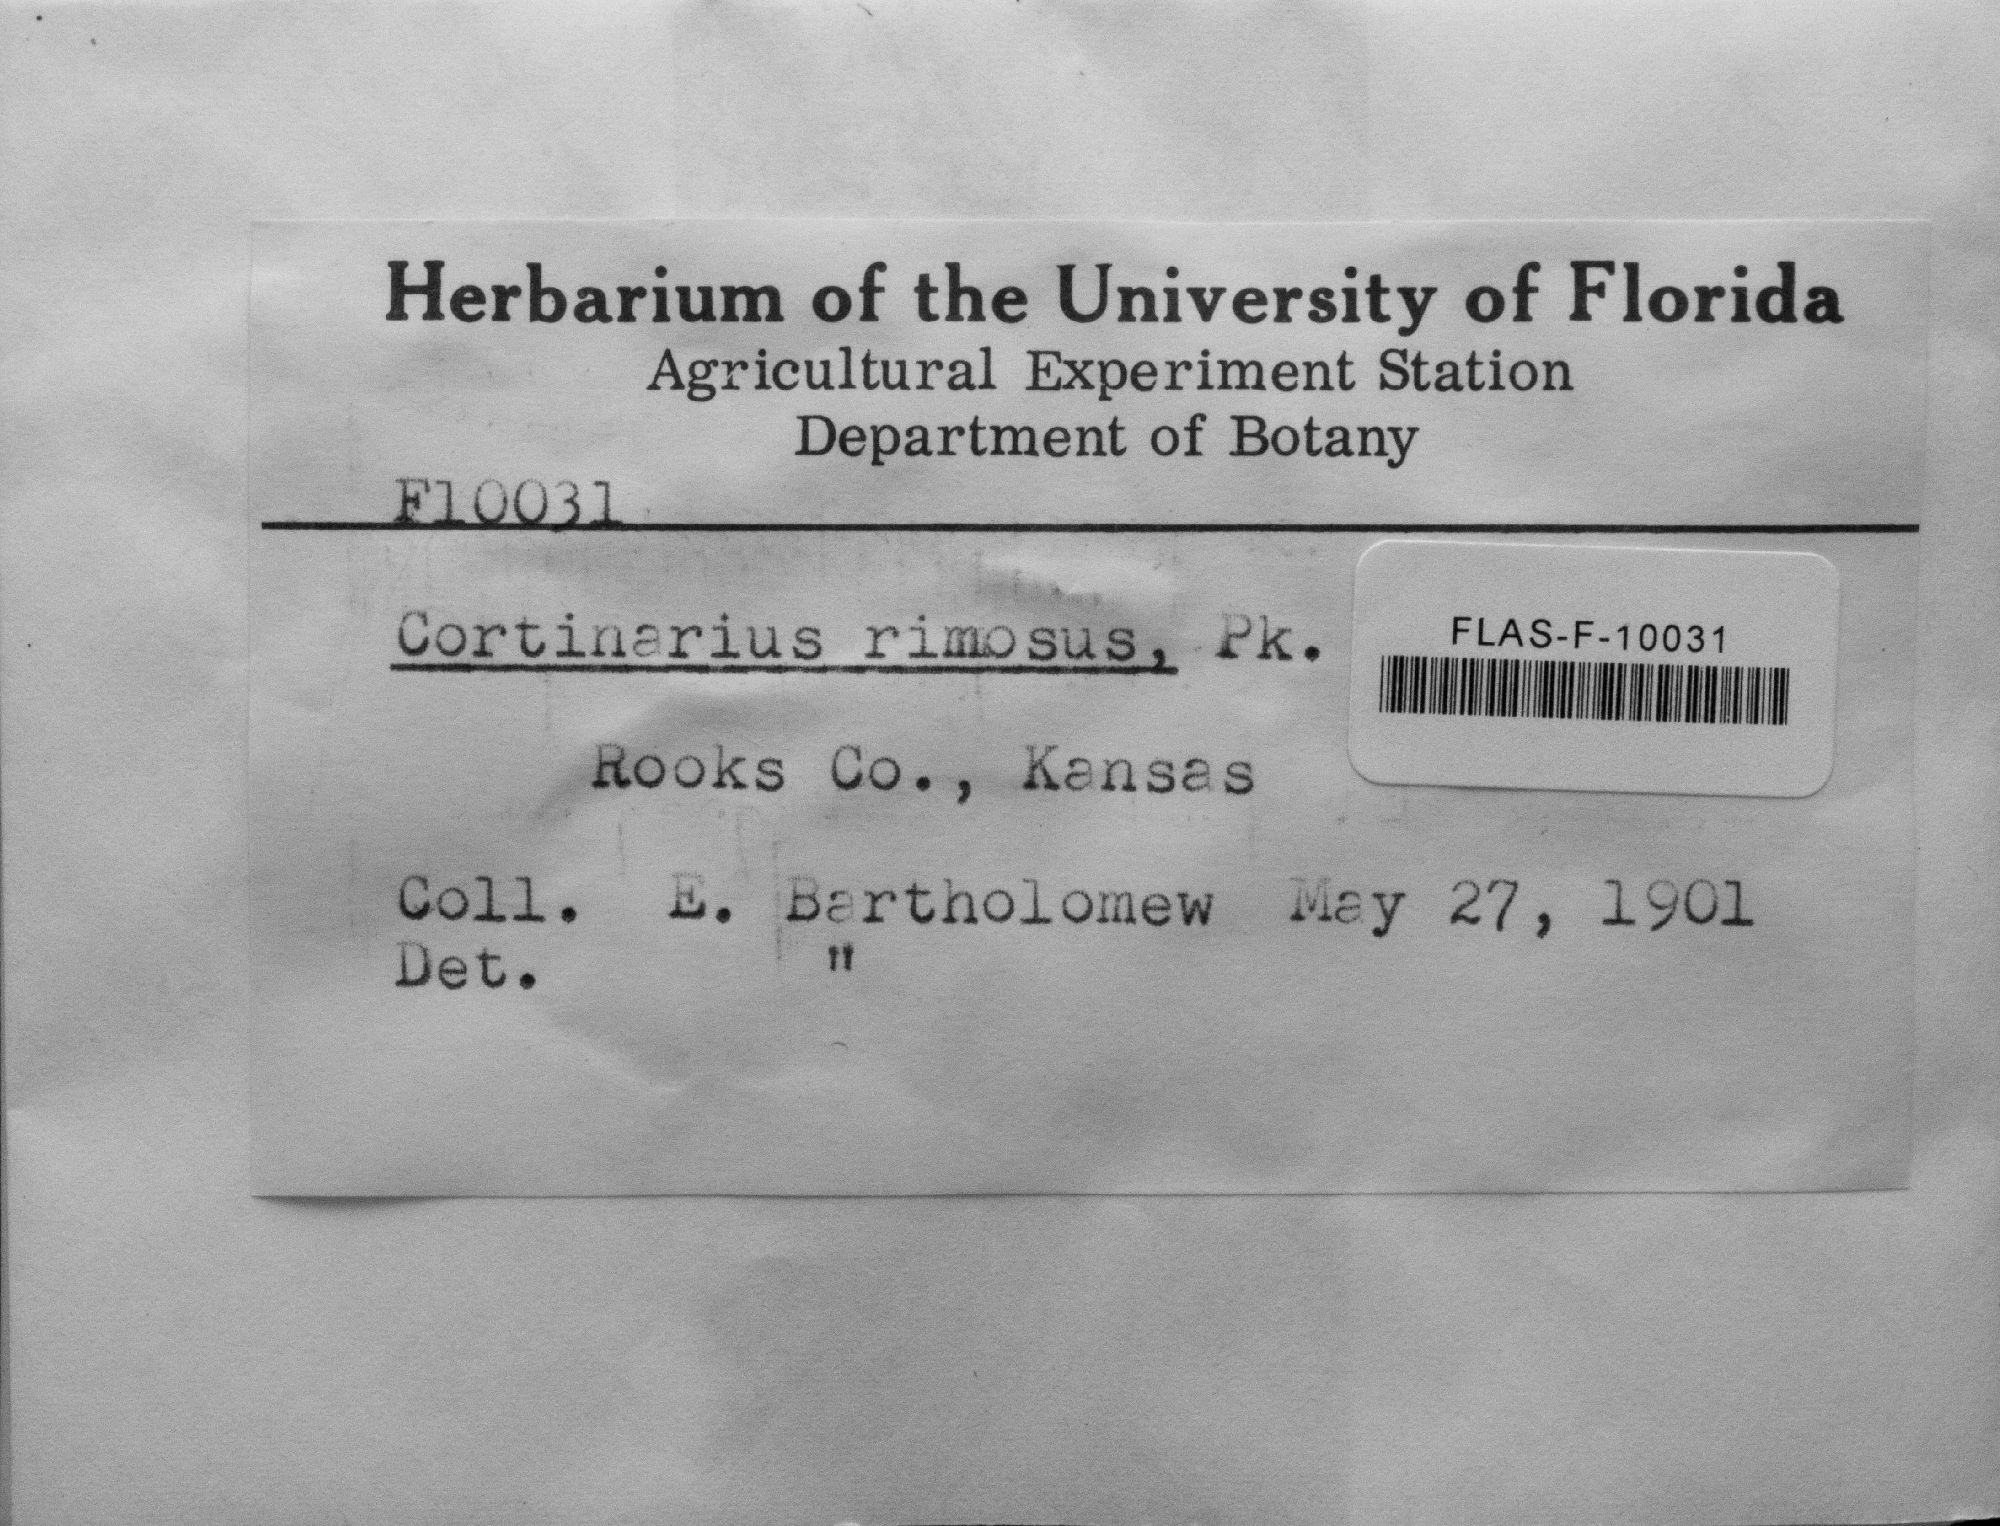 Herbarium of the University of Florida
Agricultural Experiment Station
Department of Botany
F10031
Cortinarius rimosus, Pk.
FLAS-F-10031
Rooks Co., Kansas
Coll. E. Bartholomew May 27, 1901
Det. "